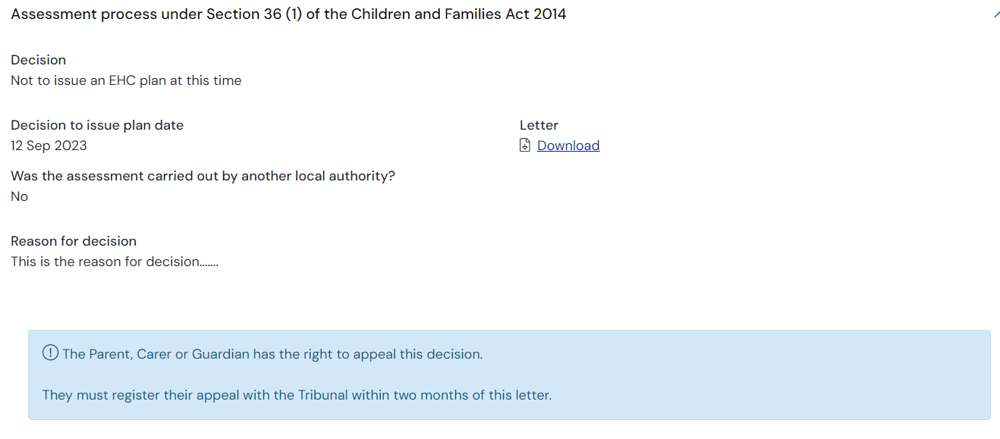 Assessment process under Section 36 (1) of the Children and Families Act 2014
Decision
Not to issue an EHC plan at this time
Decision to issue plan date
12 Sep 2023
Letter
Download
Was the assessment carried out by another local authority?
No
Reason for decision
This is the reason for decision.......
The Parent, Carer or Guardian has the right to appeal this decision.
They must register their appeal with the Tribunal within two months of this letter.